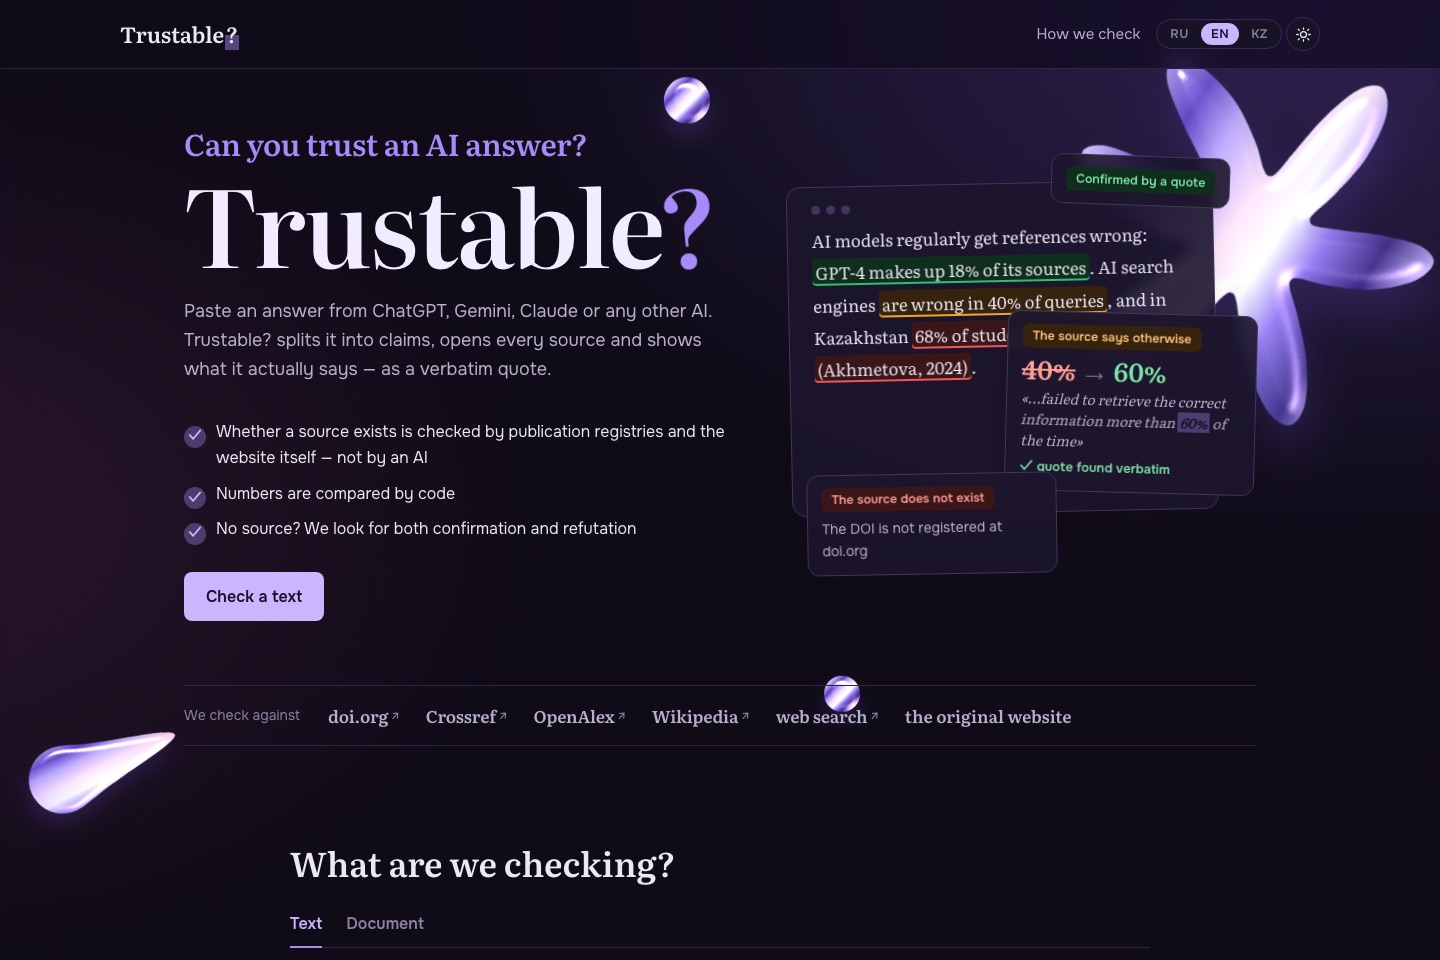 Trustable?
How we check
RU EN KZ
Can you trust an AI answer?
Trustable?
Paste an answer from ChatGPT, Gemini, Claude or any other AI.
Trustable? splits it into claims, opens every source and shows
what it actually says — as a verbatim quote.
Whether a source exists is checked by publication registries and the
website itself — not by an AI
Numbers are compared by code
No source? We look for both confirmation and refutation
Check a text
Confirmed by a quote
AI models regularly get references wrong:
GPT-4 makes up 18% of its sources. AI search
engines are wrong in 40% of queries, and in
Kazakhstan 68% of stud
(Akhmetova, 2024).
The source says otherwise
40% → 60%
«…failed to retrieve the correct
information more than 60% of
the time»
quote found verbatim
The source does not exist
The DOI is not registered at
doi.org
We check against doi.org↗ Crossref↗ OpenAlex↗ Wikipedia↗ web search↗ the original website
What are we checking?
Text Document